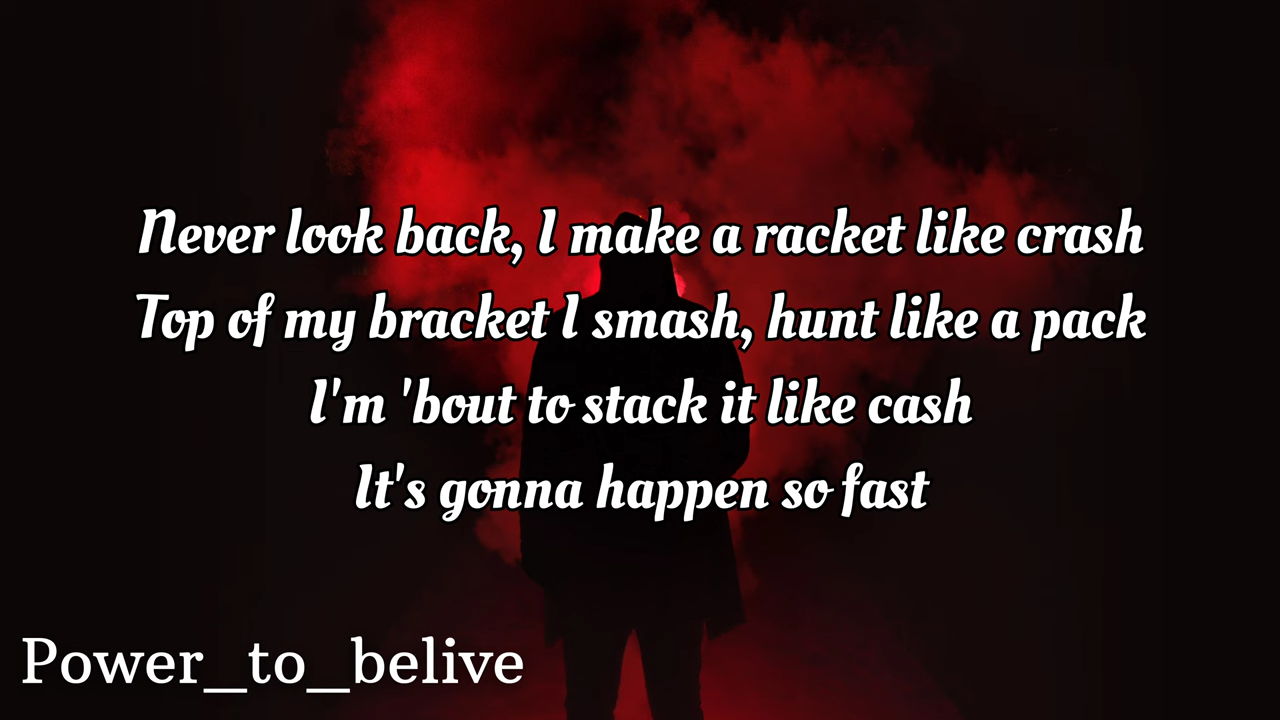 Never look back, I make a racket like crash
Top of my bracket I smash, hunt like a pack
I'm 'bout to stack it like cash
It's gonna happen so fast
Power_to_belive